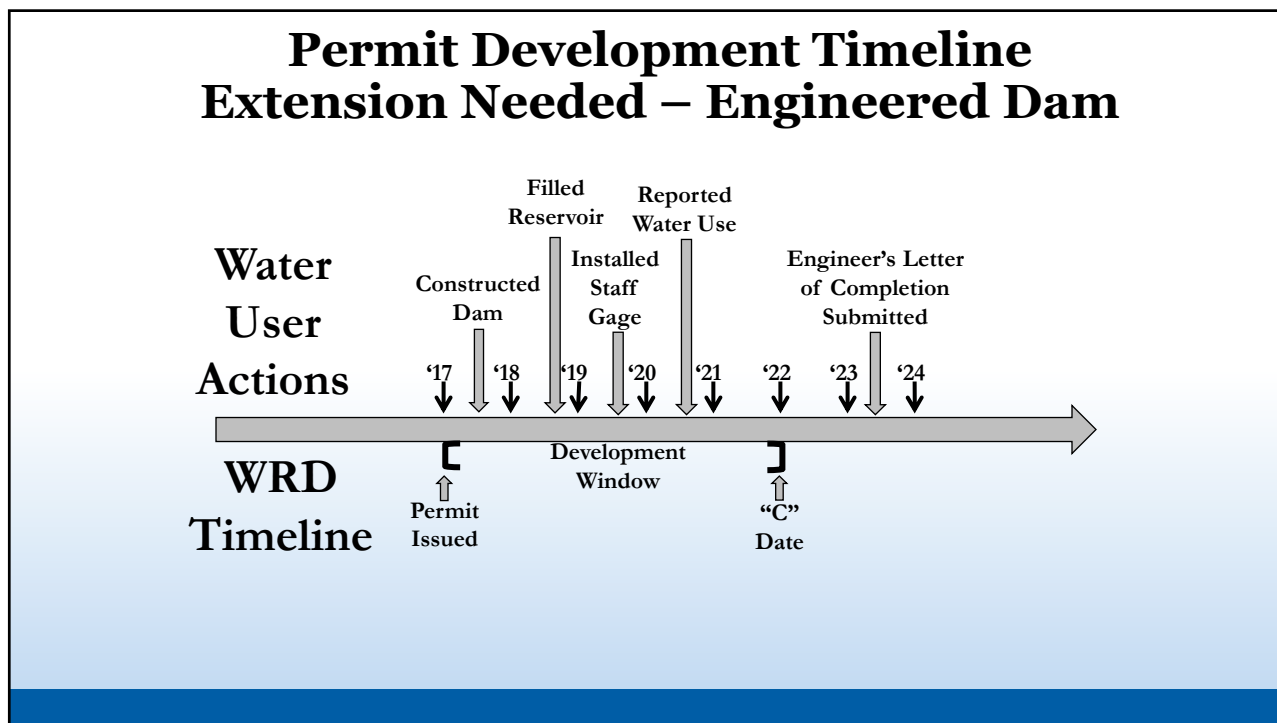 Permit Development Timeline
Extension Needed – Engineered Dam
Water
User
Actions
Constructed
Dam
Filled
Reservoir
Installed
Staff
Gage
Reported
Water Use
Engineer’s Letter
of Completion
Submitted
‘17
‘18
‘19
‘20
‘21
‘22
‘23
‘24
WRD
Timeline
Permit
Issued
Development
Window
“C”
Date